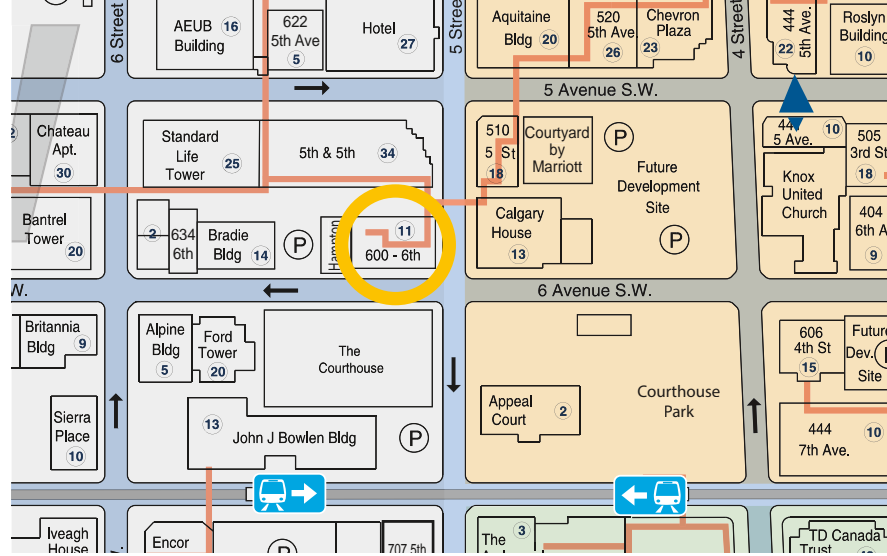 6 Street
AEUB
Building
16
622
5th Ave
5
Hotel
27
5 Stree
Aquitaine
Bldg
20
520
5th Ave
26
Chevron
Plaza
23
4 Street
444
5th Ave.
22
Roslyn
Building
10
5 Avenue S.W.
2
Chateau
Apt.
30
Standard
Life
Tower
25
5th & 5th
34
510
5 St
18
Courtyard
by
Marriott
P
Future
Development
Site
P
44
5 Ave.
10
505
3rd St
18
Knox
United
Church
404
6th A
9
Bantrel
Tower
20
2
634
6th
Bradie
Bldg
14
P
Hampton
11
600 - 6th
Calgary
House
13
W.
6 Avenue S.W.
Britannia
Bldg
9
Alpine
Bldg
5
Ford
Tower
20
The
Courthouse
606
4th St
15
Future
Dev.
Site
Sierra
Place
10
13
John J Bowlen Bldg
P
Appeal
Court
2
Courthouse
Park
444
7th Ave.
10
Iveagh
House
Encor
P
707 5th
The
3
TD Canada
Trust